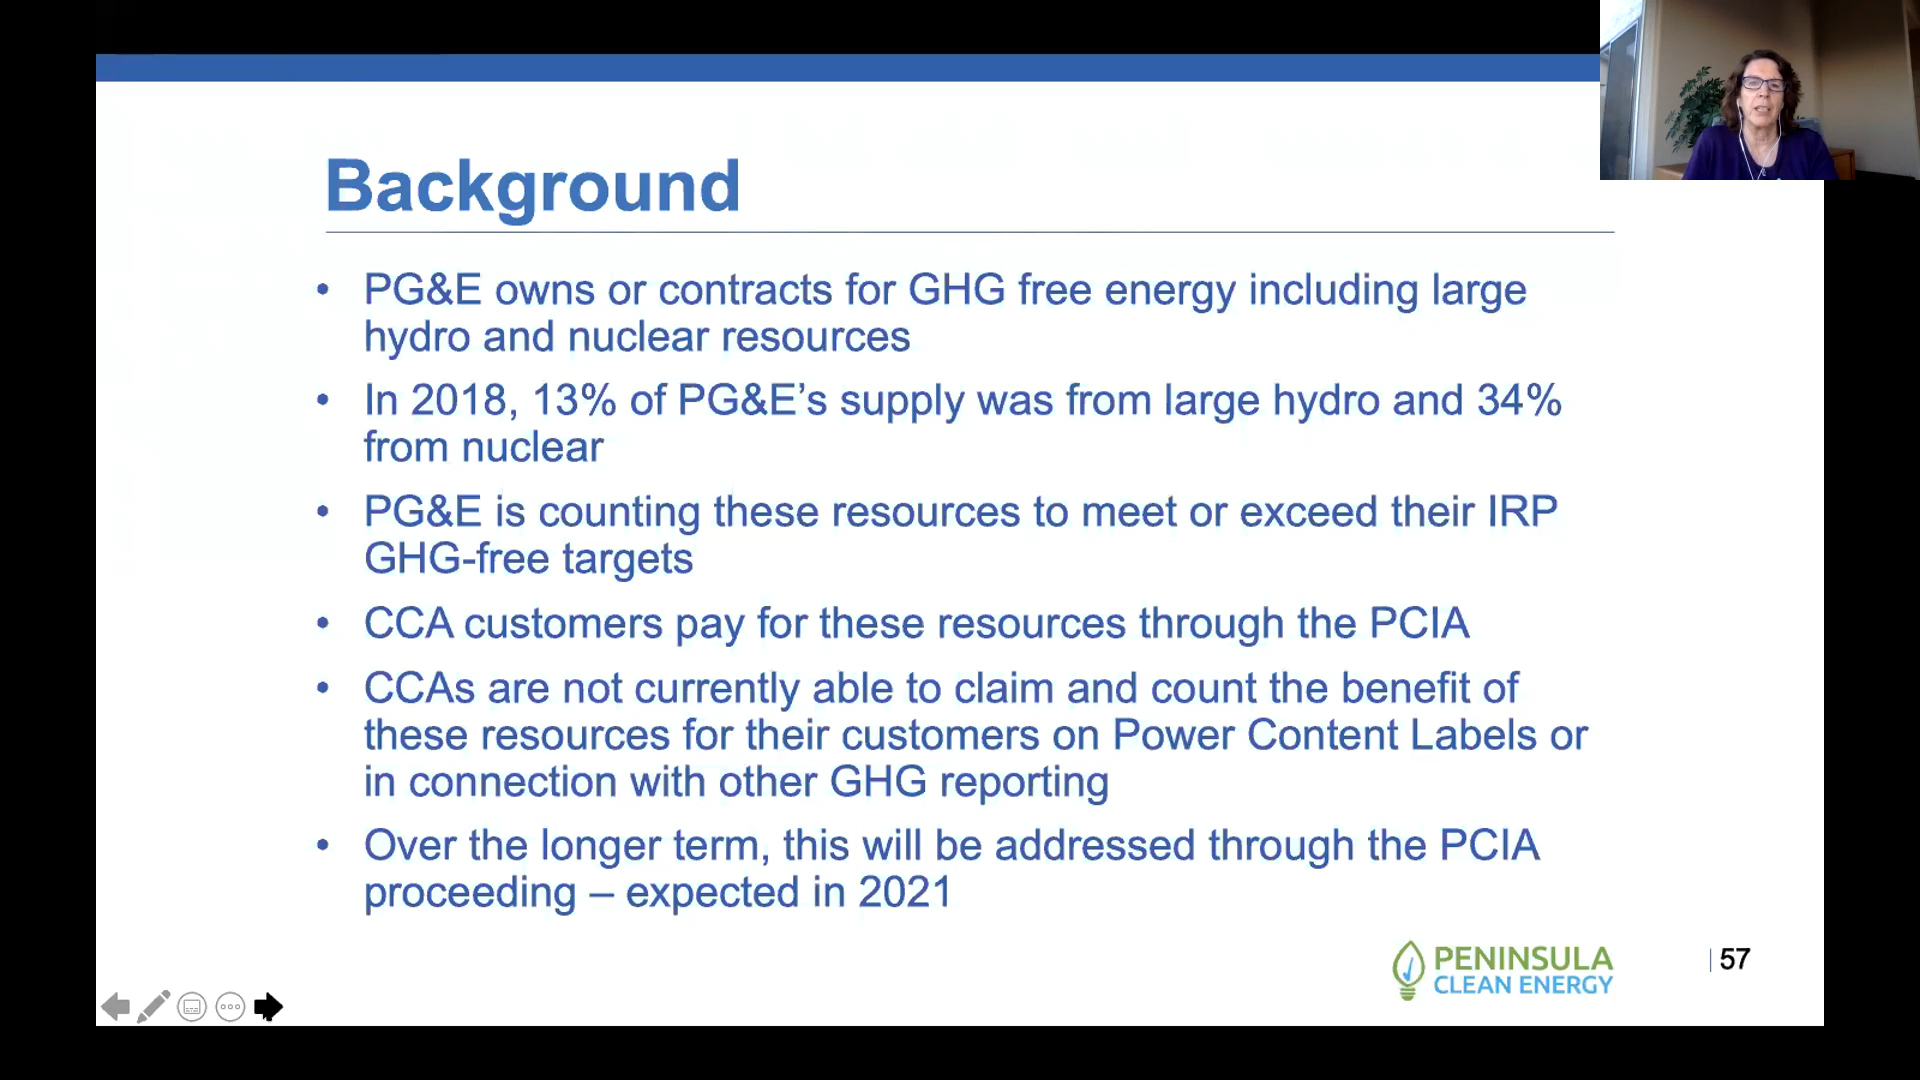 Background
• PG&E owns or contracts for GHG free energy including large
hydro and nuclear resources
• In 2018, 13% of PG&E’s supply was from large hydro and 34%
from nuclear
• PG&E is counting these resources to meet or exceed their IRP
GHG-free targets
• CCA customers pay for these resources through the PCIA
• CCAs are not currently able to claim and count the benefit of
these resources for their customers on Power Content Labels or
in connection with other GHG reporting
• Over the longer term, this will be addressed through the PCIA
proceeding – expected in 2021
PENINSULA
CLEAN ENERGY
57